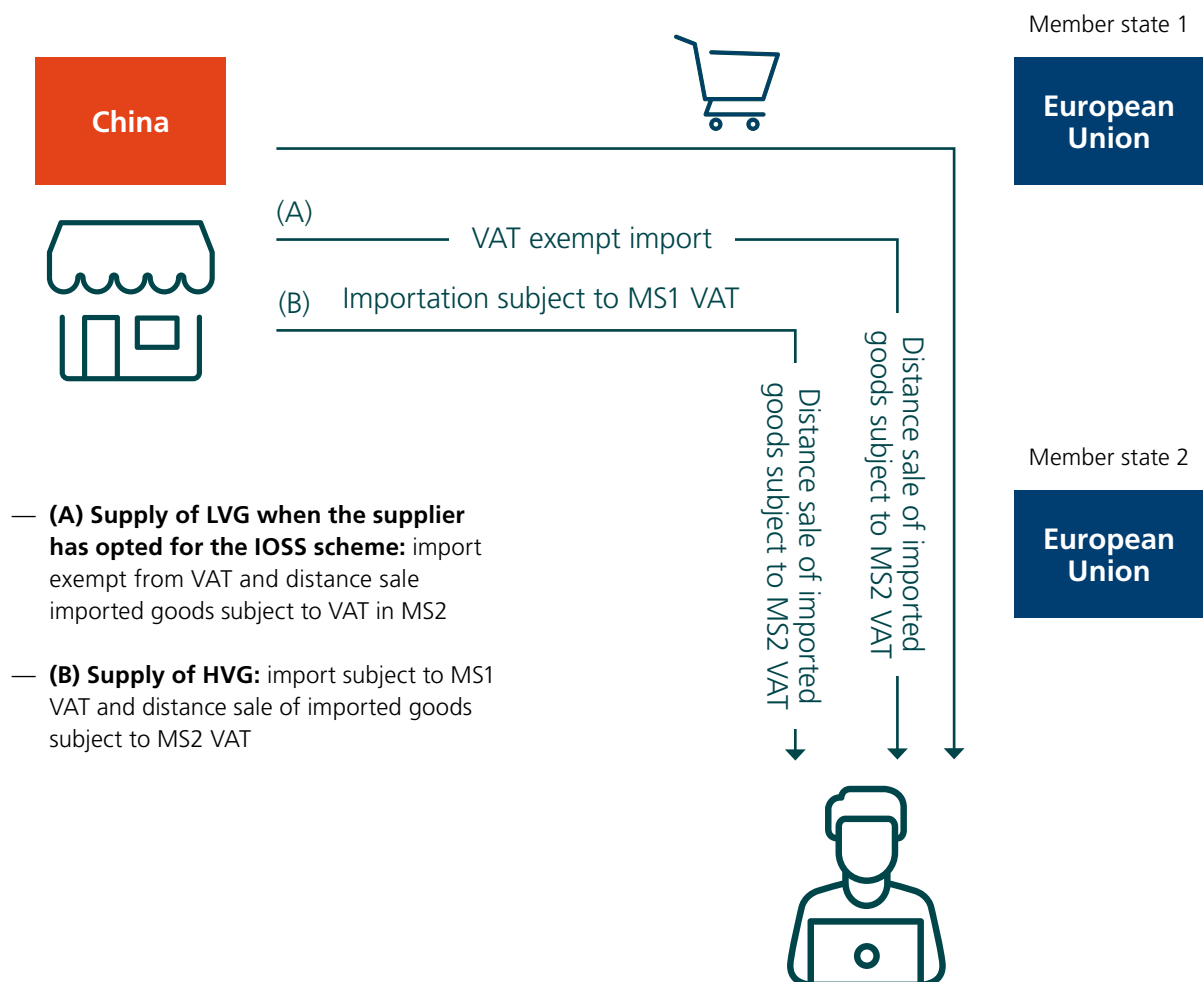 Member state 1
China
European
Union
(A)
VAT exempt import
(B) Importation subject to MS1 VAT
Distance sale of imported
goods subject to MS2 VAT
Distance sale of imported
goods subject to MS2 VAT
Member state 2
European
Union
— (A) Supply of LVG when the supplier
has opted for the IOSS scheme: import
exempt from VAT and distance sale
imported goods subject to VAT in MS2
— (B) Supply of HVG: import subject to MS1
VAT and distance sale of imported goods
subject to MS2 VAT